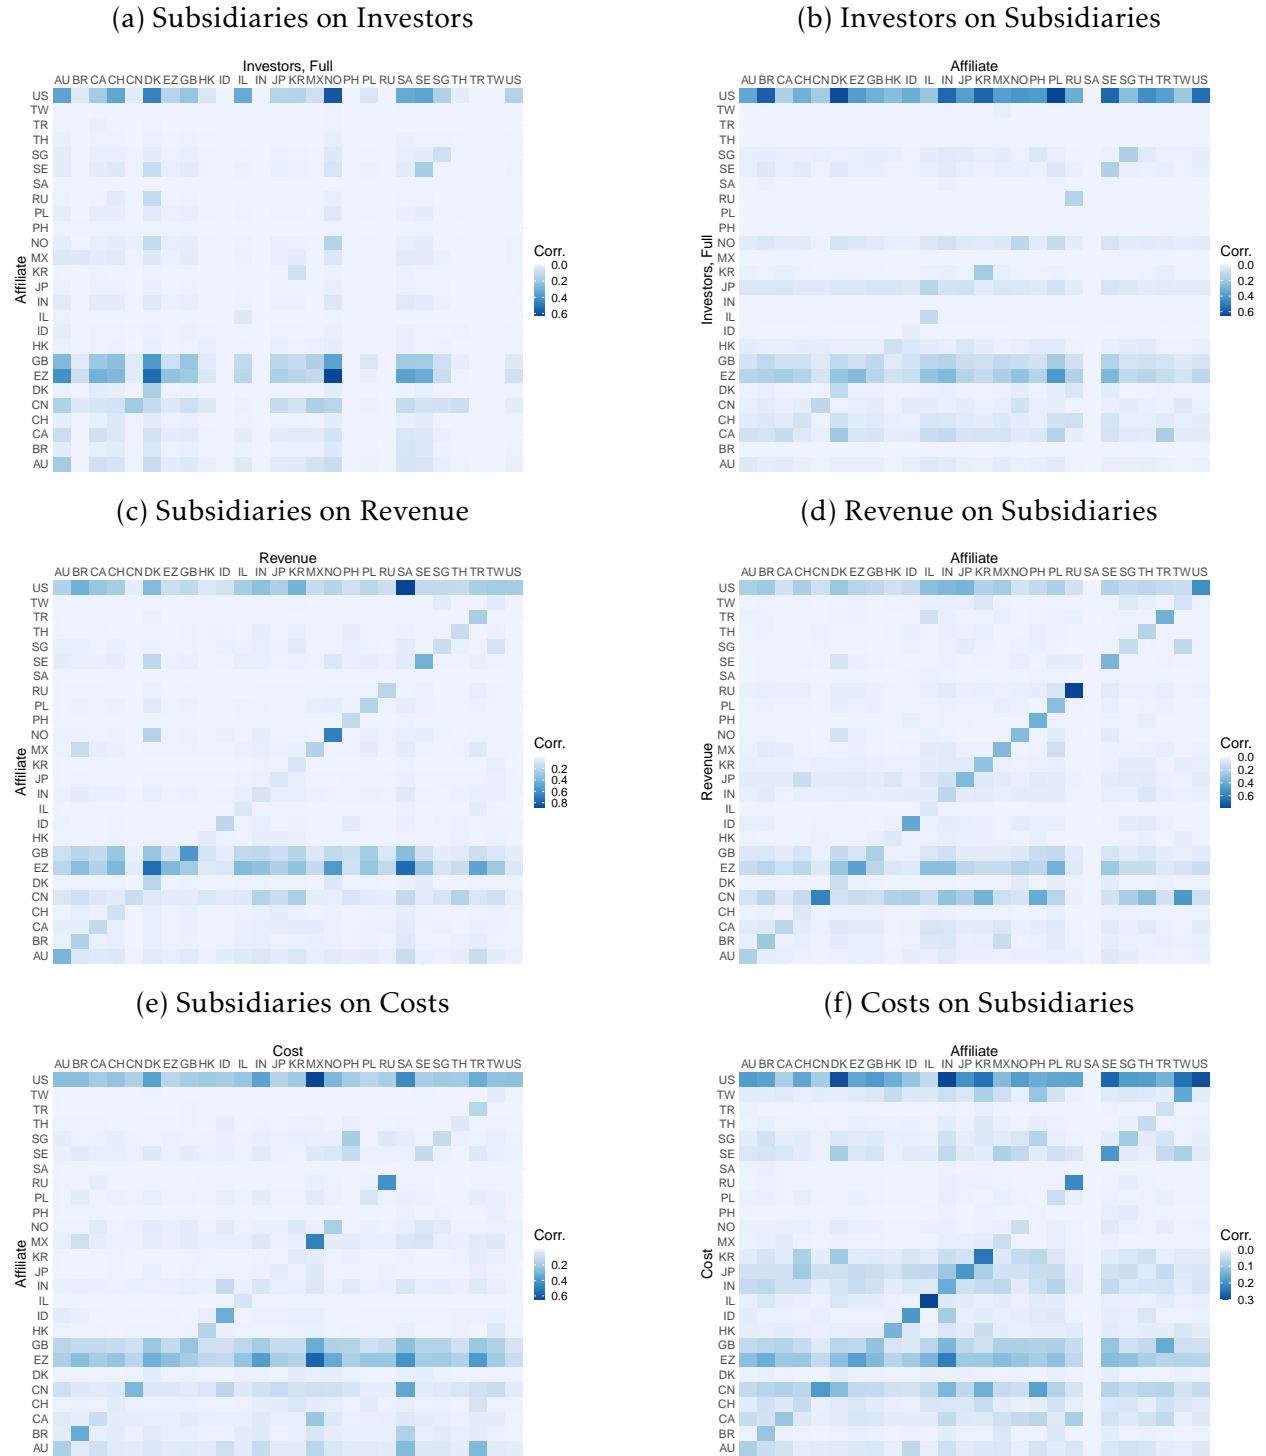 (a) Subsidiaries on Investors
Investors, Full
AU BR CA CH CN DK EZ GB HK ID IL IN JP KR MX NO PH PL RU SA SE SG TH TR TW US
US
TW
TR
TH
SG
SE
SA
RU
PL
PH
NO
MX
KR
JP
IN
IL
ID
HK
GB
EZ
DK
CN
CH
CA
BR
AU
Affiliate
Corr.
0.0
0.2
0.4
0.6
(b) Investors on Subsidiaries
Affiliate
AU BR CA CH CN DK EZ GB HK ID IL IN JP KR MX NO PH PL RU SA SE SG TH TR TW US
US
TW
TR
TH
SG
SE
SA
RU
PL
PH
NO
MX
KR
JP
IN
IL
ID
HK
GB
EZ
DK
CN
CH
CA
BR
AU
Investors, Full
Corr.
0.0
0.2
0.4
0.6
(c) Subsidiaries on Revenue
Revenue
AU BR CA CH CN DK EZ GB HK ID IL IN JP KR MX NO PH PL RU SA SE SG TH TR TW US
US
TW
TR
TH
SG
SE
SA
RU
PL
PH
NO
MX
KR
JP
IN
IL
ID
HK
GB
EZ
DK
CN
CH
CA
BR
AU
Affiliate
Corr.
0.2
0.4
0.6
0.8
(d) Revenue on Subsidiaries
Affiliate
AU BR CA CH CN DK EZ GB HK ID IL IN JP KR MX NO PH PL RU SA SE SG TH TR TW US
US
TW
TR
TH
SG
SE
SA
RU
PL
PH
NO
MX
KR
JP
IN
IL
ID
HK
GB
EZ
DK
CN
CH
CA
BR
AU
Revenue
Corr.
0.0
0.2
0.4
0.6
(e) Subsidiaries on Costs
Cost
AU BR CA CH CN DK EZ GB HK ID IL IN JP KR MX NO PH PL RU SA SE SG TH TR TW US
US
TW
TR
TH
SG
SE
SA
RU
PL
PH
NO
MX
KR
JP
IN
IL
ID
HK
GB
EZ
DK
CN
CH
CA
BR
AU
Affiliate
Corr.
0.2
0.4
0.6
(f) Costs on Subsidiaries
Affiliate
AU BR CA CH CN DK EZ GB HK ID IL IN JP KR MX NO PH PL RU SA SE SG TH TR TW US
US
TW
TR
TH
SG
SE
SA
RU
PL
PH
NO
MX
KR
JP
IN
IL
ID
HK
GB
EZ
DK
CN
CH
CA
BR
AU
Cost
Corr.
0.0
0.1
0.2
0.3